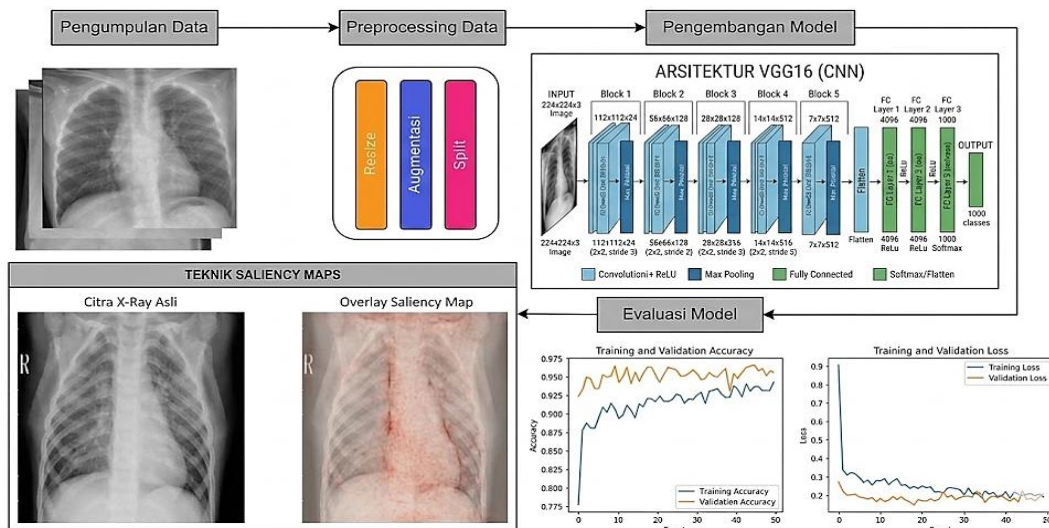 Pengumpulan Data
Preprocessing Data
Pengembangan Model
Resize
Augmentasi
Split
ARSITEKTUR VGG16 (CNN)
INPUT
224x224x3
Image
Block 1
Block 2
Block 3
Block 4
Block 5
112x112x24
56x66x128
28x28x128
14x14x512
7x7x512
Max Pooling
FC
Layer 1
4096
FC
Layer 2
4096
FC
Layer 3
1000
ReLu
ReLu
Flatten
OUTPUT
1000
classes
224x224x3
Image
112x112x24
(2x2, stride 3)
56e66x128
(2x2, stride 2)
28x28x316
(2x2, stride 3)
14x14x516
(2x2, stride S)
7x7x512
Flatten
4096
ReLu
4096
ReLu
1000
Softmax
Convolutioni+ ReLU
Max Pooling
Fully Connected
Softmax/Flatten
TEKNIK SALIENCY MAPS
Citra X-Ray Asli
Overlay Saliency Map
R
Evaluasi Model
Training and Validation Accuracy
Accuracy
0.975
0.950
0.925
0.900
0.875
0.850
0.825
0.800
0.775
0
10
20
30
40
50
Training Accuracy
Validation Accuracy
Training and Validation Loss
Training Loss
Validation Loss
0.9
0.8
0.7
0.6
0.5
0.4
0.3
0.2
0
10
20
30
40
50